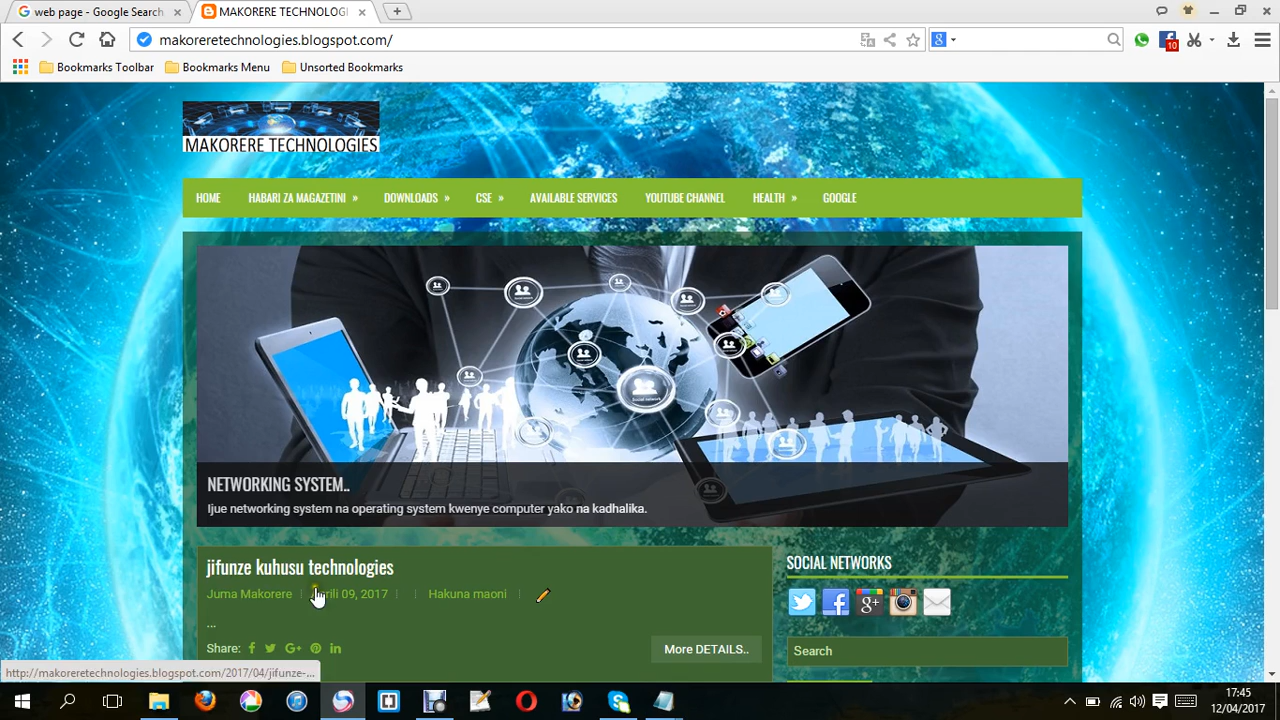 web page - Google Search
MAKORERE TECHNOLOGI
makoreretechnologies.blogspot.com/
10
Bookmarks Toolbar
Bookmarks Menu
Unsorted Bookmarks
MAKORERE TECHNOLOGIES
HOME
HABARI ZA MAGAZETINI »
DOWNLOADS »
CSE »
AVAILABLE SERVICES
YOUTUBE CHANNEL
HEALTH »
GOOGLE
NETWORKING SYSTEM..
Ijue networking system na operating system kwenye computer yako na kadhalika.
jifunze kuhusu technologies
Juma Makorere
09, 2017
Hakuna maoni
...
Share:
More DETAILS..
SOCIAL NETWORKS
Search
http://makoreretechnologies.blogspot.com/2017/04/jifunze-...
17:45
12/04/2017